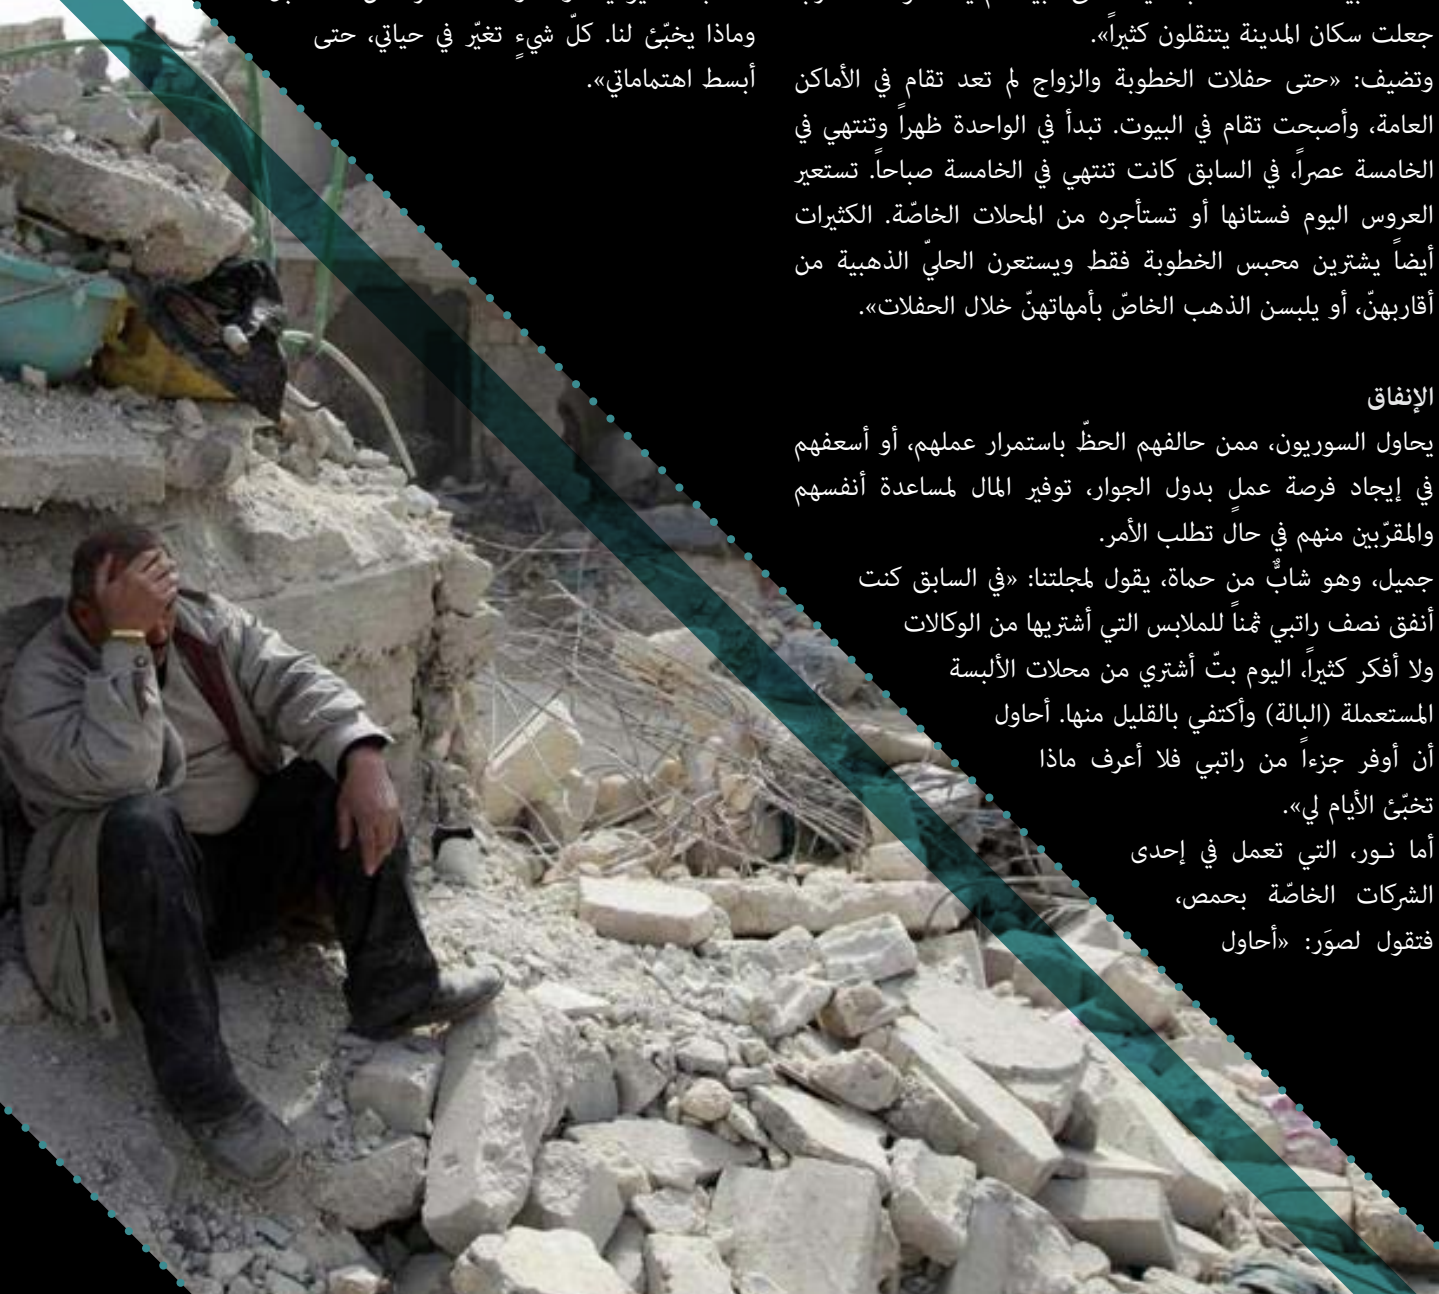 جعلت سكان المدينة يتنقلون كثيراً».
وتضيف: «حتى حفلات الخطوبة والزواج لم تعد تقام في الأماكن
العامة، وأصبحت تقام في البيوت. تبدأ في الواحدة ظهراً وتنتهي في
الخامسة عصراً، في السابق كانت تنتهي في الخامسة صباحاً. تستعير
العروس اليوم فستانها أو تستأجره من المحلات الخاصّة. الكثيرات
أيضاً يشترين محبس الخطوبة فقط ويستعرن الحليّ الذهبية من
أقاربهنّ، أو يلبسن الذهب الخاصّ بأمهاتهنّ خلال الحفلات».
الإنفاق
يحاول السوريون، ممن حالفهم الحظّ باستمرار عملهم، أو أسعفهم
في إيجاد فرصة عملٍ بدول الجوار، توفير المال لمساعدة أنفسهم
والمقرّبين منهم في حال تطلب الأمر.
جميل، وهو شابٌّ من حماة، يقول لمجلتنا: «في السابق كنت
أنفق نصف راتبي ثمناً للملابس التي أشتريها من الوكالات
ولا أفكر كثيراً، اليوم بتّ أشتري من محلات الألبسة
المستعملة (البالة) وأكتفي بالقليل منها. أحاول
أن أوفر جزءاً من راتبي فلا أعرف ماذا
تخبّئ الأيام لي».
أما نـور، التي تعمل في إحدى
الشركات الخاصّة بحمص،
فتقول لصوَر: «أحاول
وماذا يخبّئ لنا. كلّ شيءٍ تغيّر في حياتي، حتى
أبسط اهتماماتي».